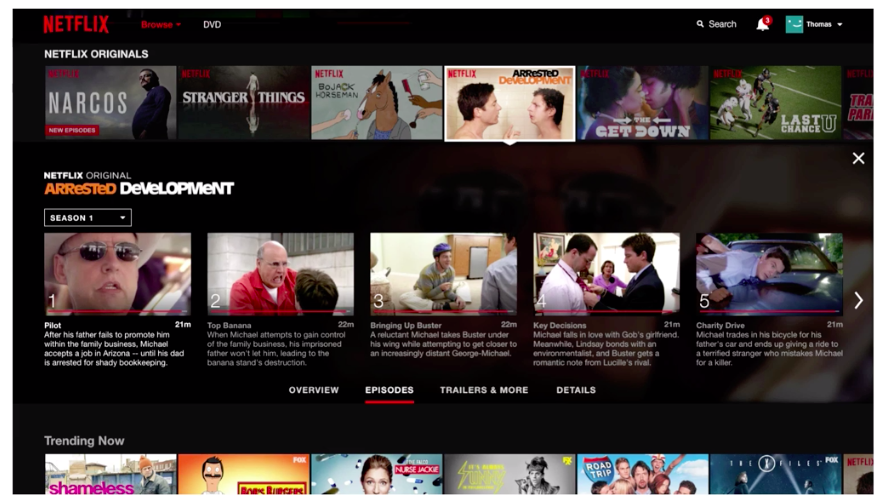 NETFLIX
Browse
DVD
Search
3
Thomas
NETFLIX ORIGINALS
NETFLIX
NARCOS
NEW EPISODES
NETFLIX
STRANGER THINGS
NETFLIX
BOJACK
HORSEMAN
NETFLIX
ARReSTeD
DeVeLOPMeNT
NETFLIX
THE
GET DOWN
NETFLIX
LAST
CHANCE U
NETFLIX
TRA
PAR
NETFLIX ORIGINAL
ARReSTeD DeVeLOPMeNT
SEASON 1
1
2
3
4
5
Pilot 21m
After his father fails to promote him
within the family business, Michael
accepts a job in Arizona -- until his dad
is arrested for shady bookkeeping.
Top Banana 22m
When Michael attempts to gain control
of the family business, his imprisoned
father won't let him, leading to the
banana stand's destruction.
Bringing Up Buster 22m
A reluctant Michael takes Buster under
his wing while attempting to get closer to
an increasingly distant George-Michael.
Key Decisions 21m
Michael falls in love with Gob's girlfriend.
Meanwhile, Lindsay bonds with an
environmentalist, and Buster gets a
romantic note from Lucille's rival.
Charity Drive 21m
Michael trades in his bicycle for his
father's car and ends up giving a ride to
a terrified stranger who mistakes Michael
for a killer.
OVERVIEW
EPISODES
TRAILERS & MORE
DETAILS
Trending Now
shameless
FOX
BOB'S BURGERS
NURSE JACKIE
IT'S ALWAYS
SUNNY
FX
ROAD
TRIP
THE X FILES
FOX
NETFLIX